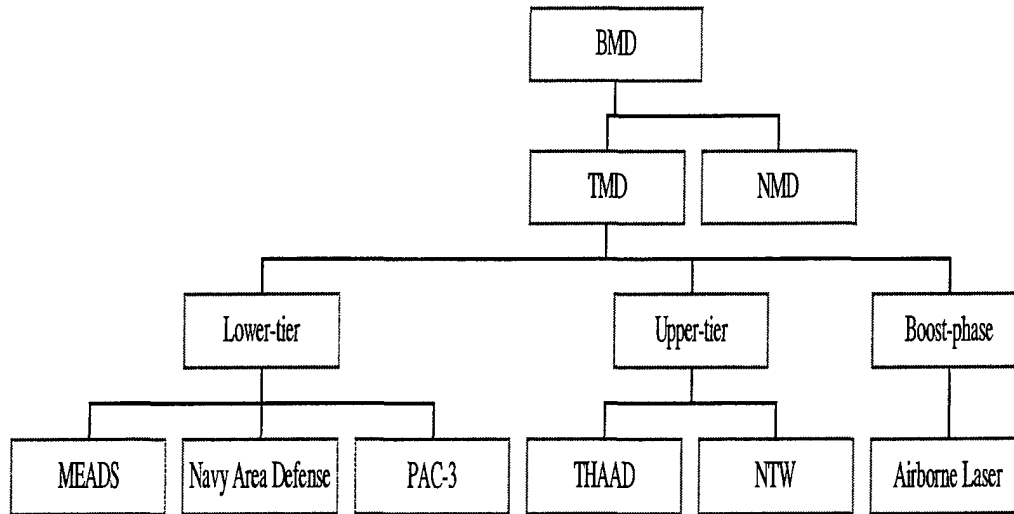 BMD
TMD
NMD
Lower-tier
Upper-tier
Boost-phase
MEADS
Navy Area Defense
PAC-3
THAAD
NTW
Airborne Laser